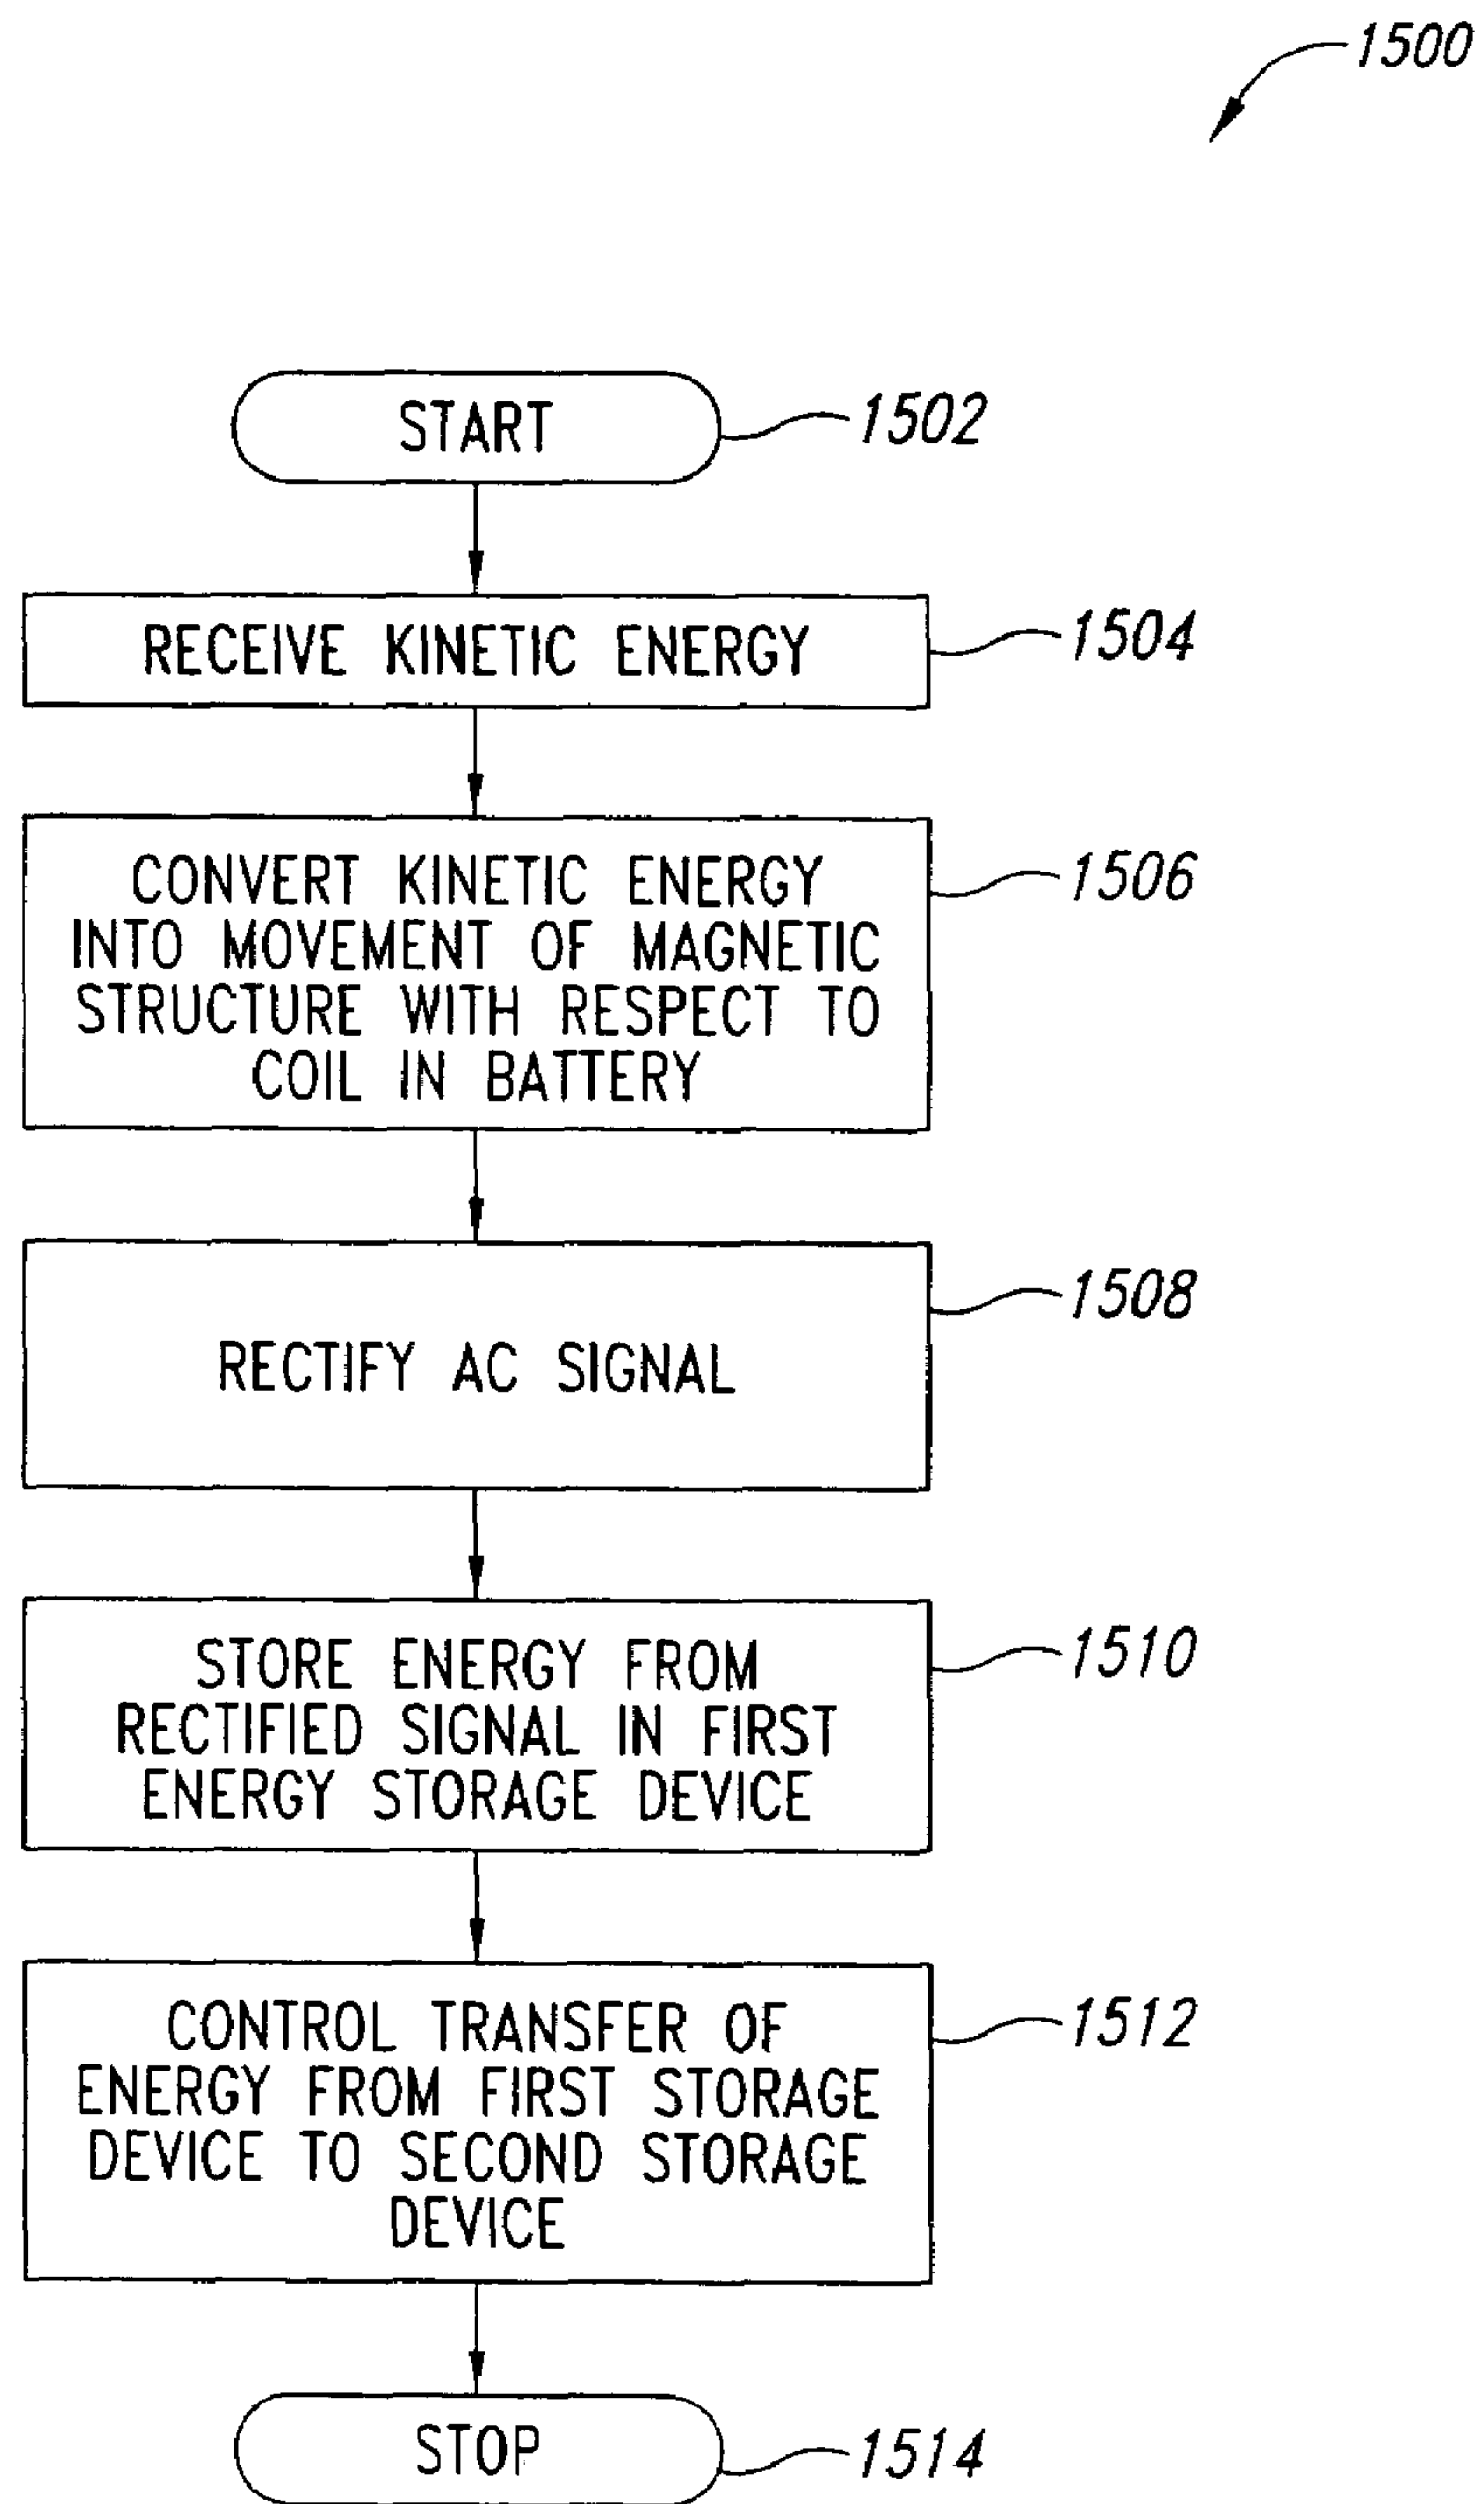 1500
START
1502
RECEIVE KINETIC ENERGY
1504
CONVERT KINETIC ENERGY
INTO MOVEMENT OF MAGNETIC
STRUCTURE WITH RESPECT TO
COIL IN BATTERY
1506
RECTIFY AC SIGNAL
1508
STORE ENERGY FROM
RECTIFIED SIGNAL IN FIRST
ENERGY STORAGE DEVICE
1510
CONTROL TRANSFER OF
ENERGY FROM FIRST STORAGE
DEVICE TO SECOND STORAGE
DEVICE
1512
STOP
1514